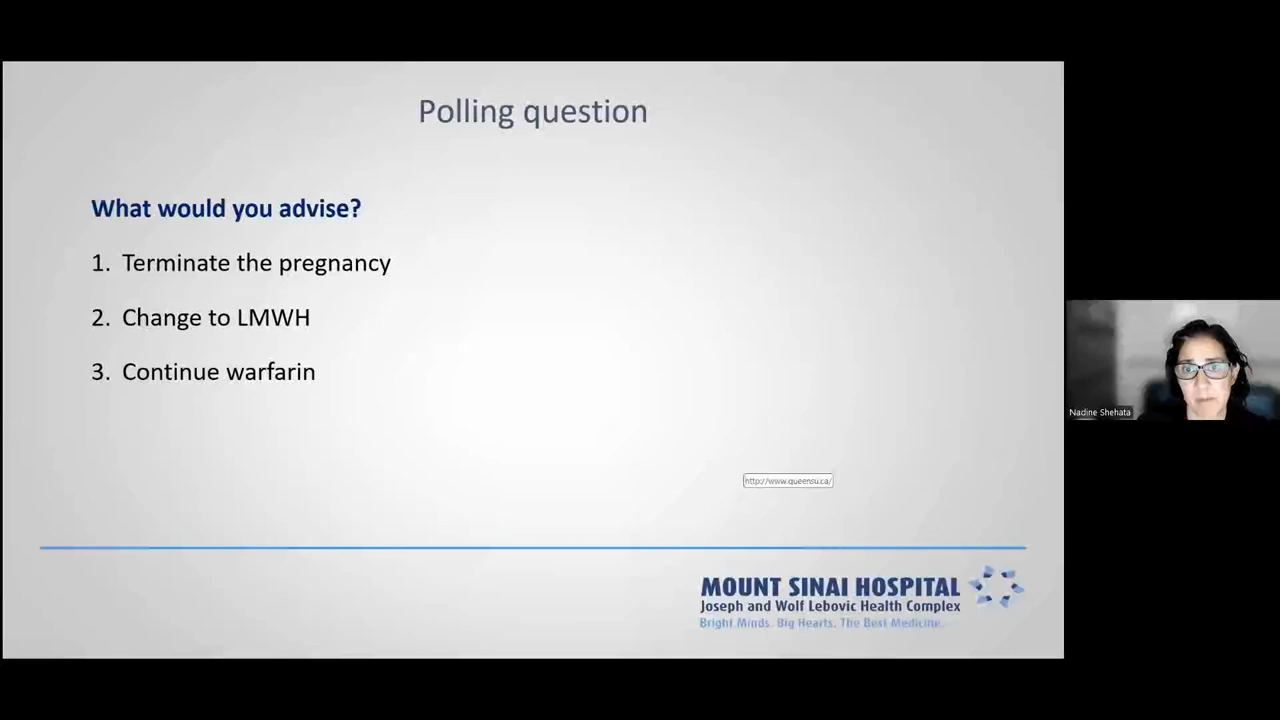 Polling question
What would you advise?
1. Terminate the pregnancy
2. Change to LMWH
3. Continue warfarin
Nadine Shehata
http://www.queensu.ca/
MOUNT SINAI HOSPITAL
Joseph and Wolf Lebovic Health Complex
Bright Minds. Big Hearts. The Best Medicine.